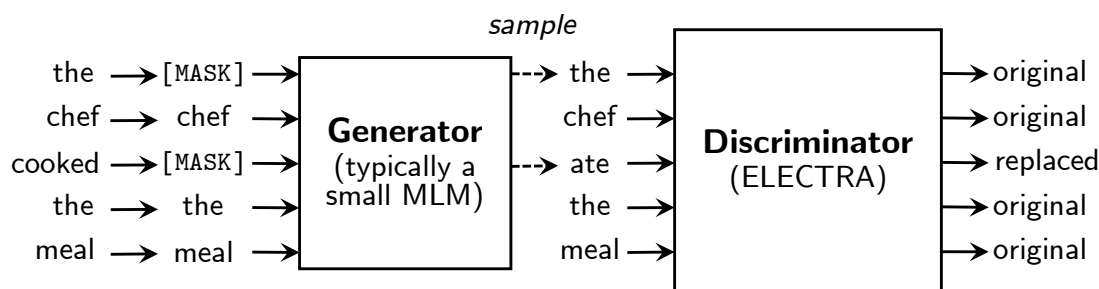 sample
the [MASK] the original
chef chef chef original
Generator
Discriminator
cooked [MASK] (typically a ate (ELECTRA) replaced
small MLM)
the the the original
meal meal meal original